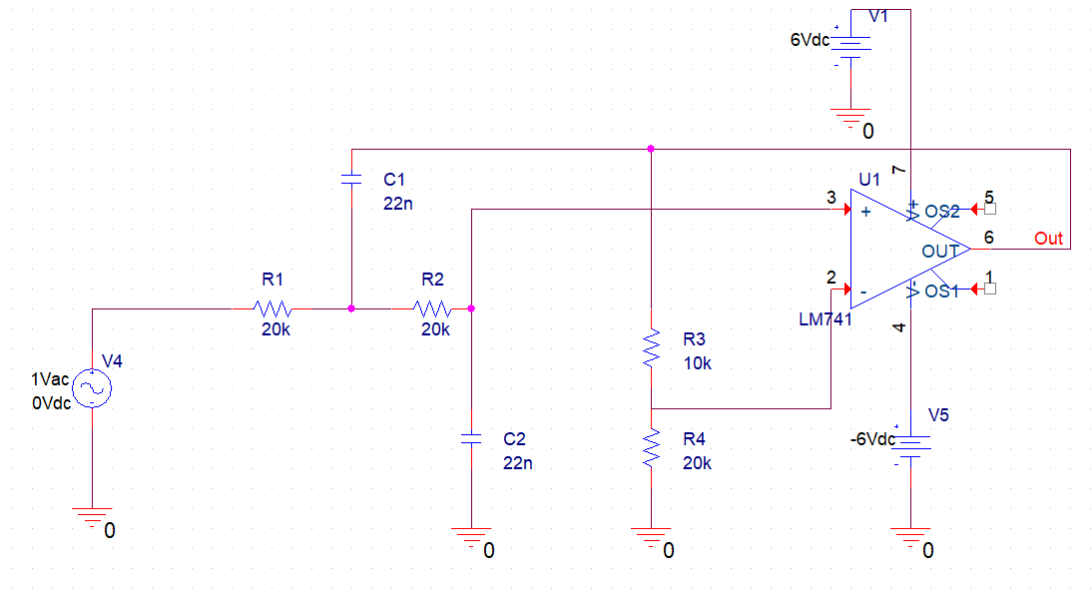 V1
6Vdc
+
-
0
C1
22n
7
U1
3
+
V+
OS2
5
6
Out
OUT
R1
20k
R2
20k
2
-
V-
OS1
1
LM741
4
R3
10k
V4
1Vac
0Vdc
+
-
C2
22n
R4
20k
V5
-6Vdc
+
-
0
0
0
0